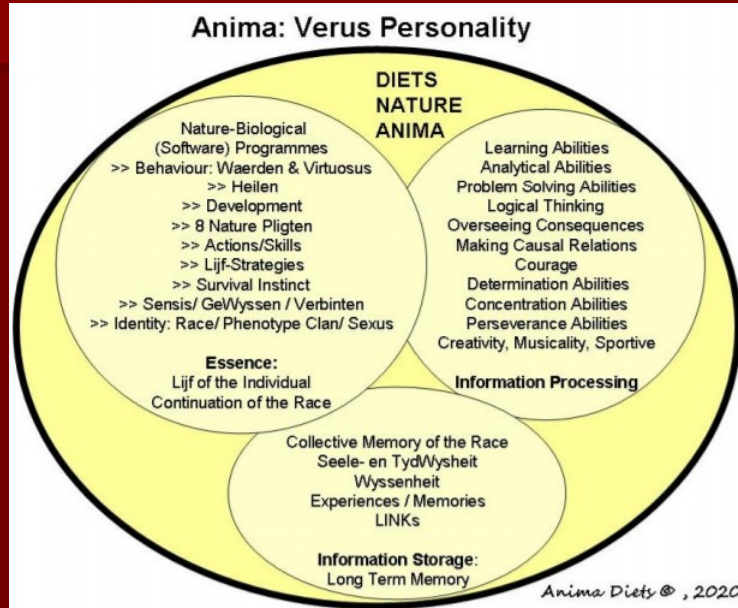 Anima: Verus Personality
DIETS
NATURE
ANIMA
Nature-Biological
(Software) Programmes
>> Behaviour: Waerden & Virtuosus
>> Heilen
>> Development
>> 8 Nature Pligten
>> Actions/Skills
>> Lijf-Strategies
>> Survival Instinct
>> Sensis/ GeWyssen / Verbinten
>> Identity: Race/ Phenotype Clan/ Sexus
Essence:
Lijf of the Individual
Continuation of the Race
Learning Abilities
Analytical Abilities
Problem Solving Abilities
Logical Thinking
Overseeing Consequences
Making Causal Relations
Courage
Determination Abilities
Concentration Abilities
Perseverance Abilities
Creativity, Musicality, Sportive
Information Processing
Collective Memory of the Race
Seele- en TydWysheit
Wyssenheit
Experiences / Memories
LINKs
Information Storage:
Long Term Memory
Anima Diets ® , 2020